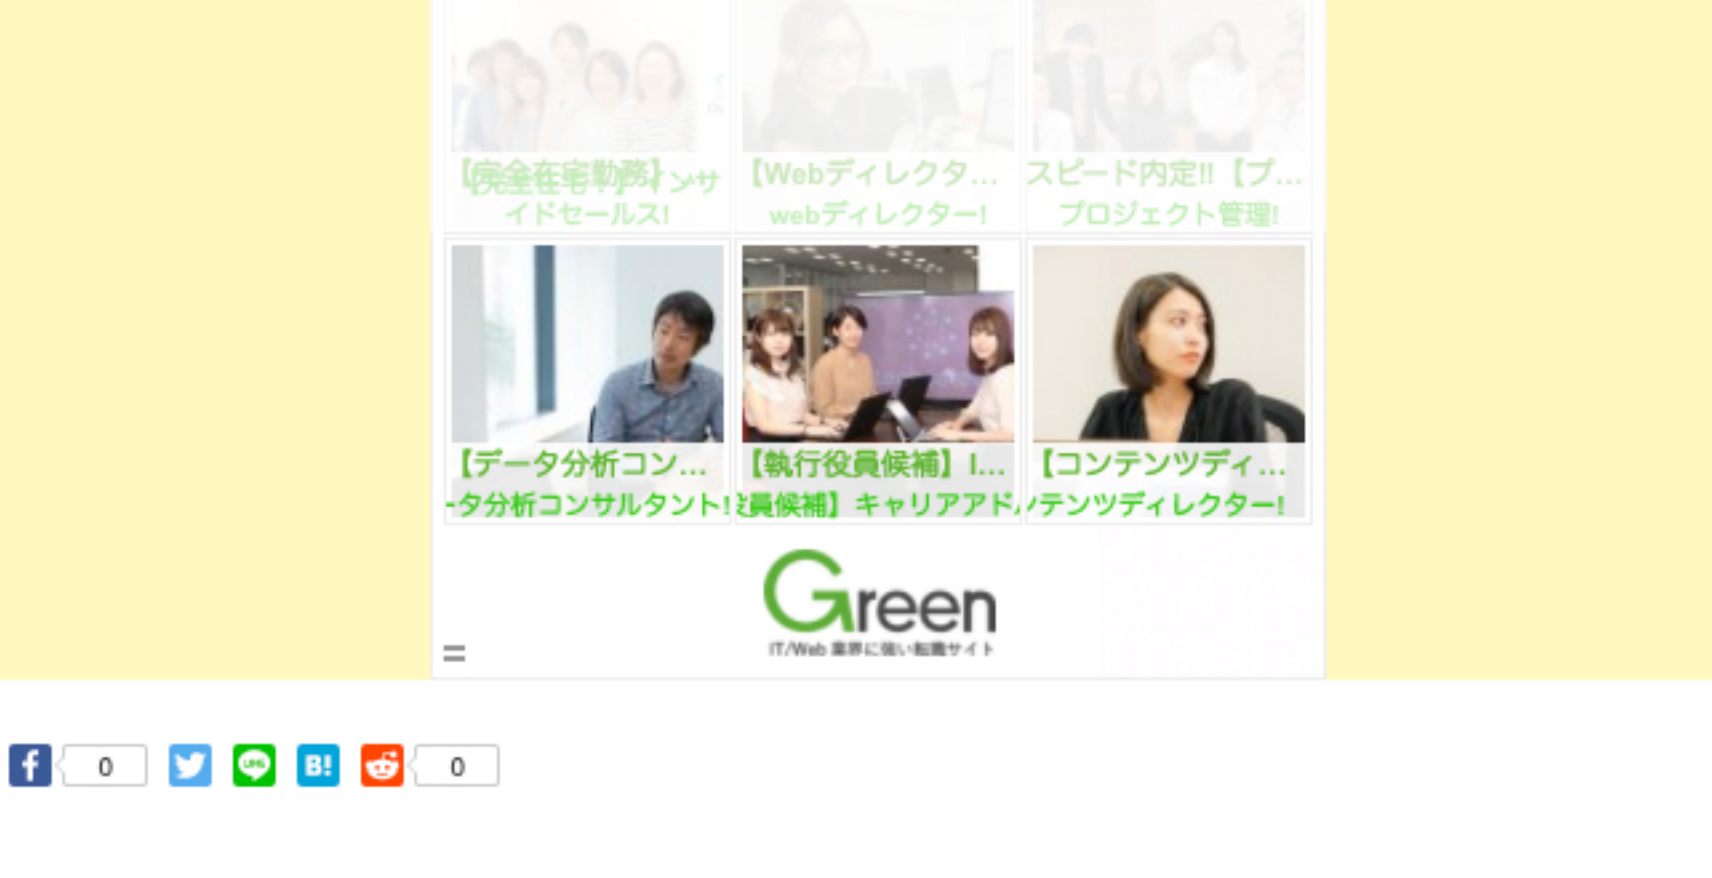 【完全在宅勤務】
イドセールス!
【Webディレクタ...
webディレクター!
スピード内定!!【プ...
プロジェクト管理!
【データ分析コン...
ータ分析コンサルタント!
【執行役員候補】I...
役員候補】キャリアアド
【コンテンツディ...
ンテンツディレクター!
Green
IT/Web 業界に強い転職サイト
f
0
LINE
B!
0